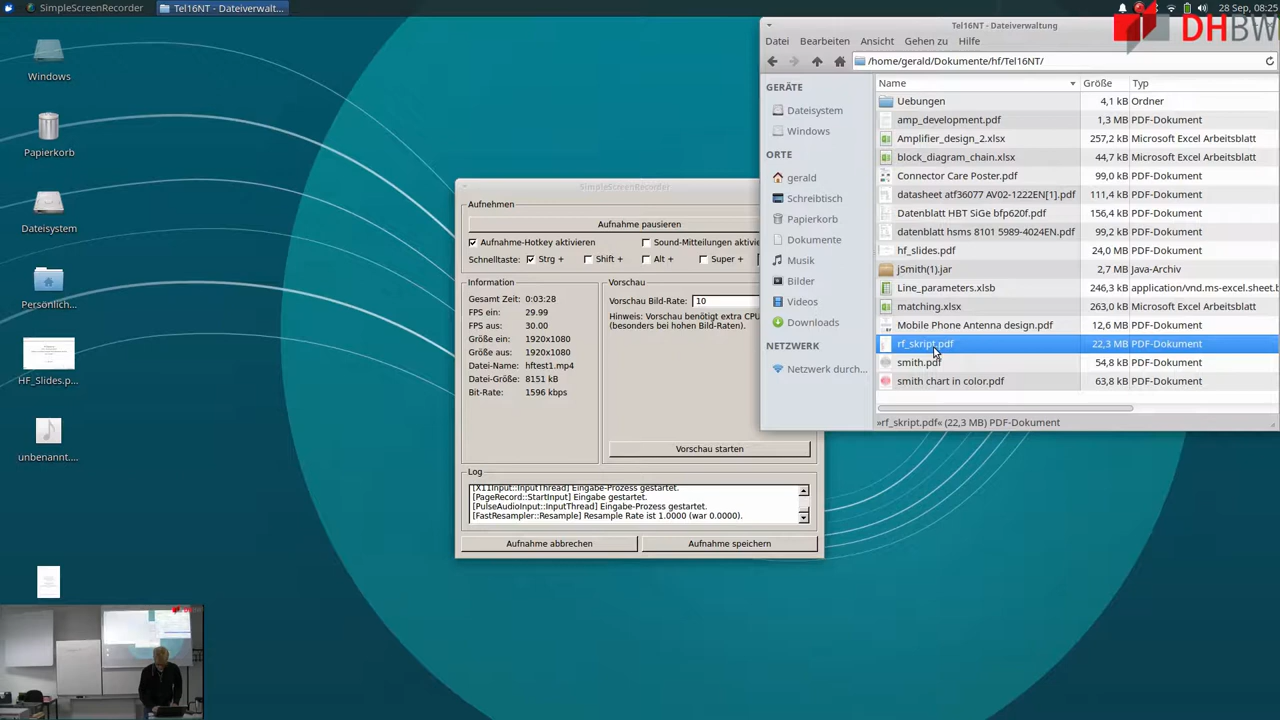 SimpleScreenRecorder
Tel16NT - Dateiverwalt...
28 Sep, 08:25
DHBW
Windows
Papierkorb
Dateisystem
Persönlich...
HF_Slides.p...
unbenannt....
SimpleScreenRecorder
Aufnehmen
Aufnahme pausieren
Aufnahme-Hotkey aktivieren
Sound-Mitteilungen aktivie
Schnelltaste:
Strg +
Shift +
Alt +
Super +
Information
Gesamt Zeit: 0:03:28
FPS ein: 29.99
FPS aus: 30.00
Größe ein: 1920x1080
Größe aus: 1920x1080
Datei-Name: hftest1.mp4
Datei-Größe: 8151 kB
Bit-Rate: 1596 kbps
Vorschau
Vorschau Bild-Rate: 10
Hinweis: Vorschau benötigt extra CPU
(besonders bei hohen Bild-Raten).
Vorschau starten
Log
[X11Input::InputThread] Eingabe-Prozess gestartet.
[PageRecord::StartInput] Eingabe gestartet.
[PulseAudioInput::InputThread] Eingabe-Prozess gestartet.
[FastResampler::Resample] Resample Rate ist 1.0000 (war 0.0000).
Aufnahme abbrechen
Aufnahme speichern
Tel16NT - Dateiverwaltung
Datei Bearbeiten Ansicht Gehen zu Hilfe
/home/gerald/Dokumente/hf/Tel16NT/
GERÄTE
Dateisystem
Windows
ORTE
gerald
Schreibtisch
Papierkorb
Dokumente
Musik
Bilder
Videos
Downloads
NETZWERK
Netzwerk durch...
Name Größe Typ
Uebungen 4,1 kB Ordner
amp_development.pdf 1,3 MB PDF-Dokument
Amplifier_design_2.xlsx 257,2 kB Microsoft Excel Arbeitsblatt
block_diagram_chain.xlsx 44,7 kB Microsoft Excel Arbeitsblatt
Connector Care Poster.pdf 99,0 kB PDF-Dokument
datasheet atf36077 AV02-1222EN[1].pdf 111,4 kB PDF-Dokument
Datenblatt HBT SiGe bfp620f.pdf 156,4 kB PDF-Dokument
datenblatt hsms 8101 5989-4024EN.pdf 99,2 kB PDF-Dokument
hf_slides.pdf 24,0 MB PDF-Dokument
jSmith(1).jar 2,7 MB Java-Archiv
Line_parameters.xlsb 246,3 kB application/vnd.ms-excel.sheet.b
matching.xlsx 263,0 kB Microsoft Excel Arbeitsblatt
Mobile Phone Antenna design.pdf 12,6 MB PDF-Dokument
rf_skript.pdf 22,3 MB PDF-Dokument
smith.pdf 54,8 kB PDF-Dokument
smith chart in color.pdf 63,8 kB PDF-Dokument
»rf_skript.pdf« (22,3 MB) PDF-Dokument